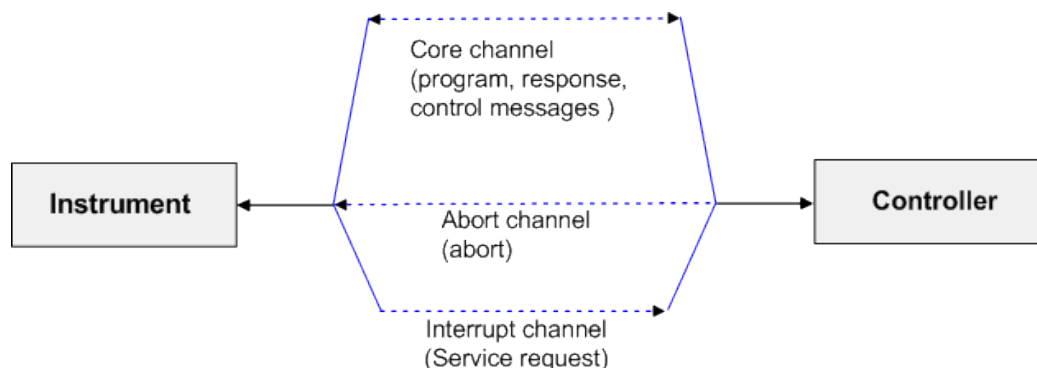 Core channel
(program, response,
control messages )
Instrument
Controller
Abort channel
(abort)
Interrupt channel
(Service request)